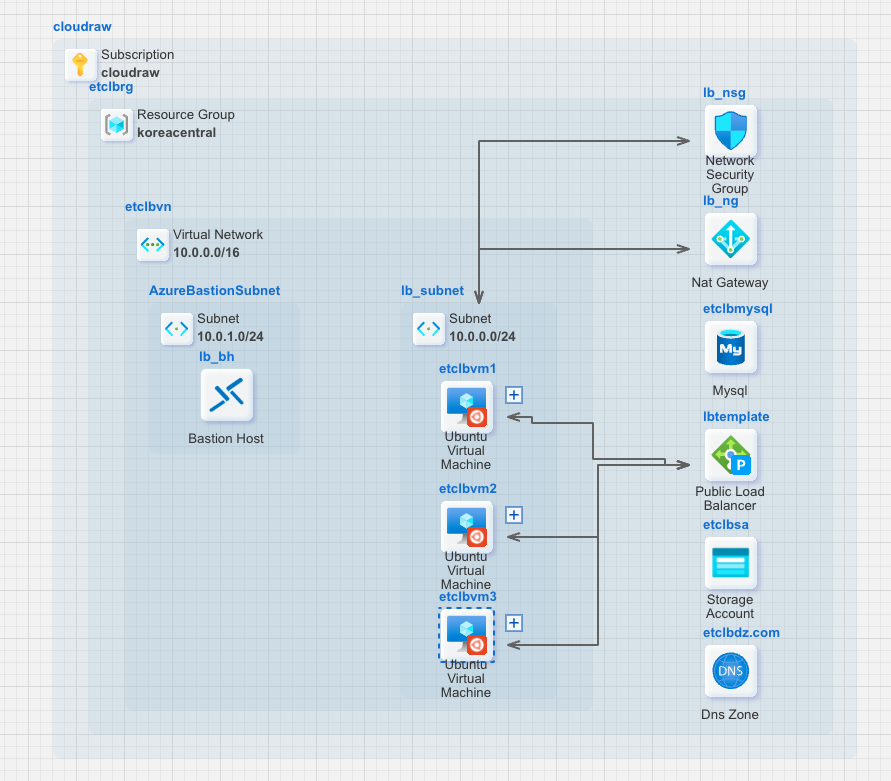 cloudraw
Subscription
cloudraw
etclbrg
Resource Group
koreacentral
etclbvn
Virtual Network
10.0.0.0/16
AzureBastionSubnet
Subnet
10.0.1.0/24
lb_bh
Bastion Host
lb_subnet
Subnet
10.0.0.0/24
etclbvm1
Ubuntu
Virtual
Machine
etclbvm2
Ubuntu
Virtual
Machine
etclbvm3
Ubuntu
Virtual
Machine
lb_nsg
Network
Security
Group
lb_ng
Nat Gateway
etclbmysql
My
Mysql
lbtemplate
P
Public Load
Balancer
etclbsa
Storage
Account
etclbdz.com
DNS
Dns Zone